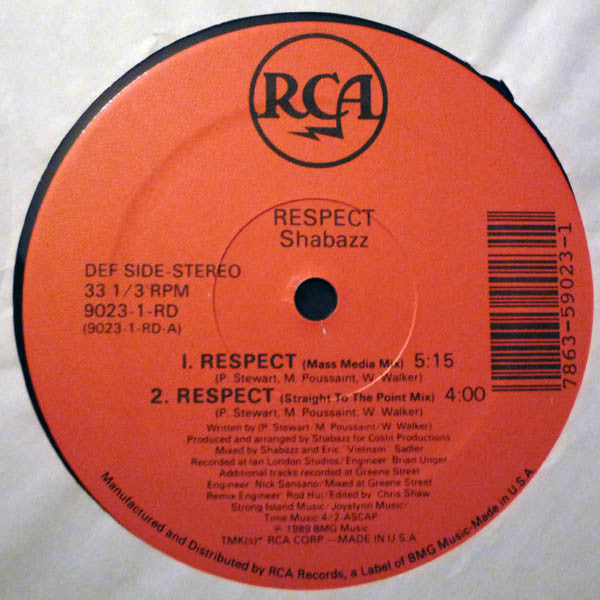 RCA
RESPECT
Shabazz
DEF SIDE-STEREO
33 1/3 RPM
9023-1-RD
(9023-1-RD-A)
7863-59023-1
1. RESPECT (Mass Media Mix) 5:15
(P. Stewart, M. Poussaint, W. Walker)
2. RESPECT (Straight To The Point Mix) 4:00
(P. Stewart, M. Poussaint, W. Walker)
Written by (P. Stewart/M. Poussaint/W. Walker)
Produced and arranged by Shabazz for Coslit Productions
Mixed by Shabazz and Eric "Vietnam" Sadler
Recorded at Ian London Studios/Engineer: Brian Unger
Additional tracks recorded at Greene Street
Engineer: Nick Sansano/Mixed at Greene Street
Remix Engineer: Rod Hui/Edited by: Chris Shaw
Strong Island Music/Joyelynn Music/
Time Music 4/2-ASCAP
℗ 1989 BMG Music
TMK(s)® RCA CORP —MADE IN U.S.A.
Manufactured and Distributed by RCA Records, a Label of BMG Music-Made in U.S.A.